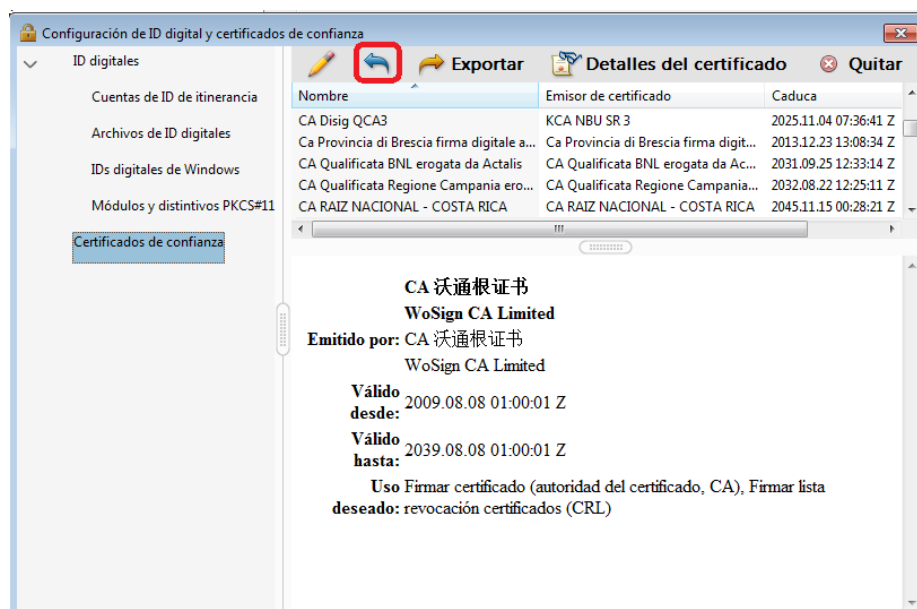 Configuración de ID digital y certificados de confianza
ID digitales
Cuentas de ID de itinerancia
Archivos de ID digitales
IDs digitales de Windows
Módulos y distintivos PKCS#11
Certificados de confianza
Exportar Detalles del certificado Quitar
Nombre Emisor de certificado Caduca
CA Disig QCA3 KCA NBU SR 3 2025.11.04 07:36:41 Z
Ca Provincia di Brescia firma digitale a... Ca Provincia di Brescia firma digit... 2013.12.23 13:08:34 Z
CA Qualificata BNL erogata da Actalis CA Qualificata BNL erogata da Ac... 2031.09.25 12:33:14 Z
CA Qualificata Regione Campania ero... CA Qualificata Regione Campania... 2032.08.22 12:25:11 Z
CA RAIZ NACIONAL - COSTA RICA CA RAIZ NACIONAL - COSTA RICA 2045.11.15 00:28:21 Z
CA 沃通根证书
WoSign CA Limited
Emitido por: CA 沃通根证书
WoSign CA Limited
Válido desde: 2009.08.08 01:00:01 Z
Válido hasta: 2039.08.08 01:00:01 Z
Uso Firmar certificado (autoridad del certificado, CA), Firmar lista
deseado: revocación certificados (CRL)